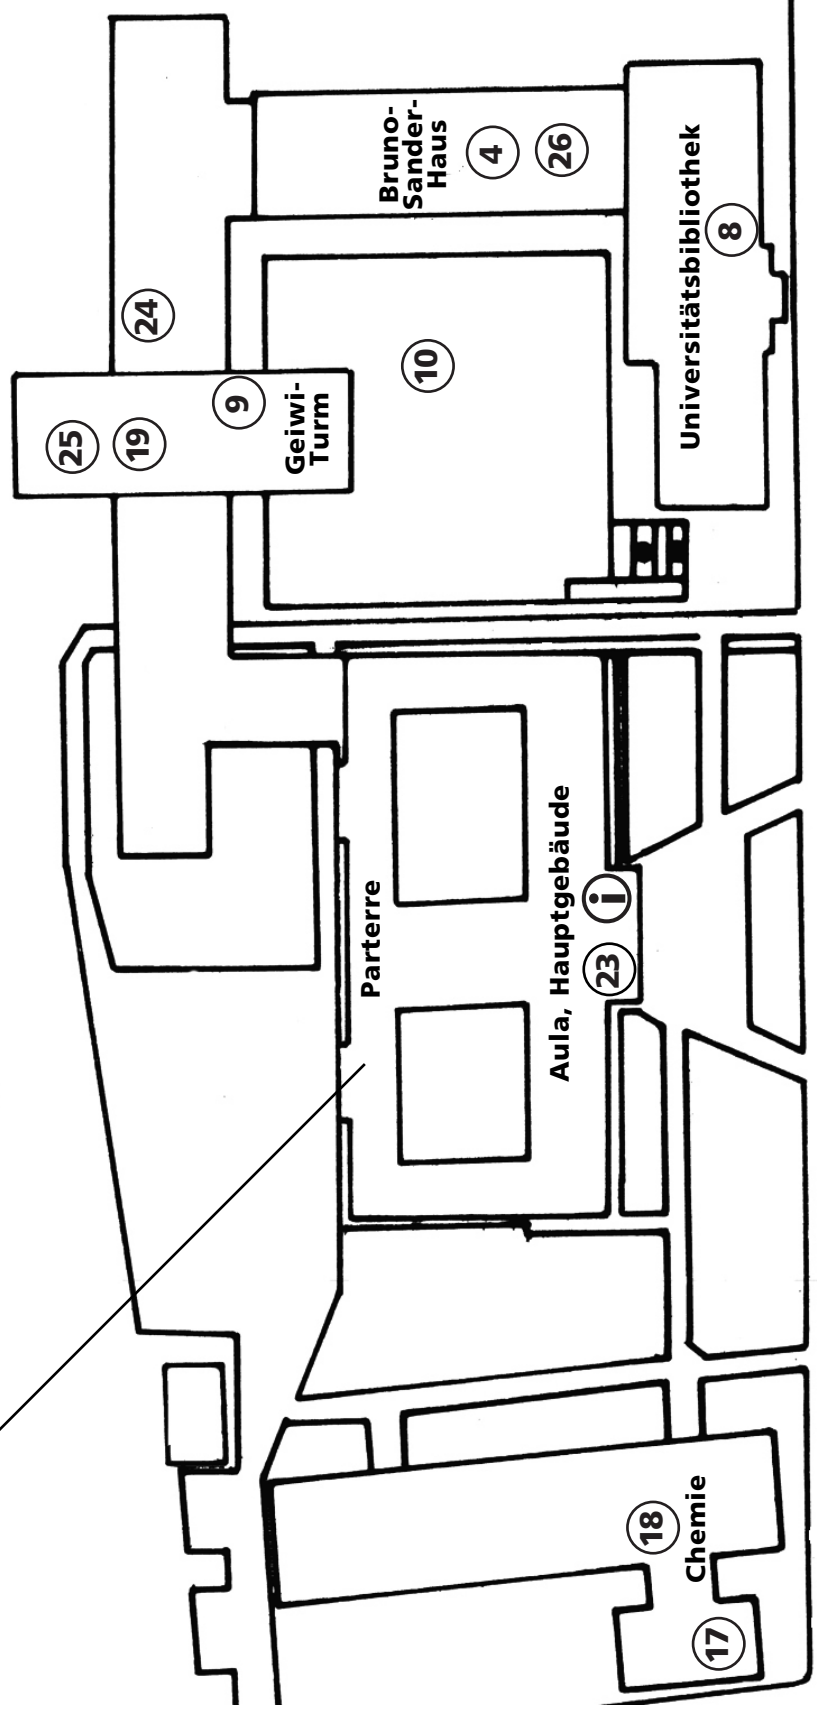 24
25
19
9
Geiwi-
Turm
Bruno-
Sander-
Haus
4
26
10
Universitätsbibliothek
8
Parterre
Aula, Hauptgebäude
23
i
18
Chemie
17